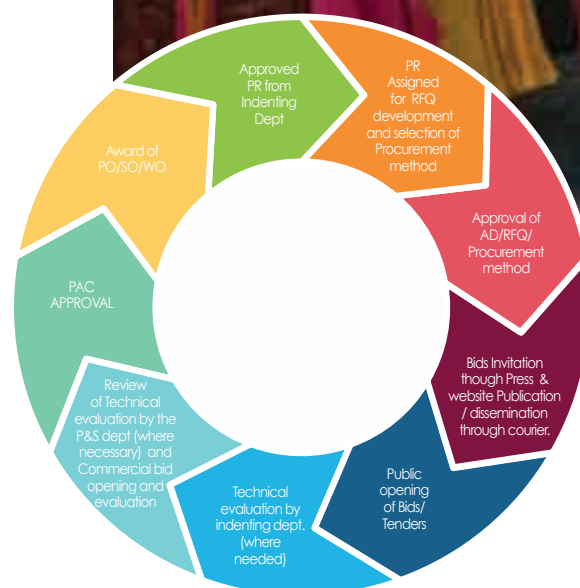 Approved
PR from
Indenting
Dept
PR
Assigned
for RFQ
development
and selection of
Procurement
method
Approval of
AD/RFQ/
Procurement
method
Bids Invitation
though Press &
website Publication
/ dissemination
through courier.
Public
opening
of Bids/
Tenders
Technical
evaluation by
indenting dept.
(where
needed)
Review
of Technical
evaluation by the
P&S dept (where
necessary) and
Commercial bid
opening and
evaluation
PAC
APPROVAL
Award of
PO/SO/WO